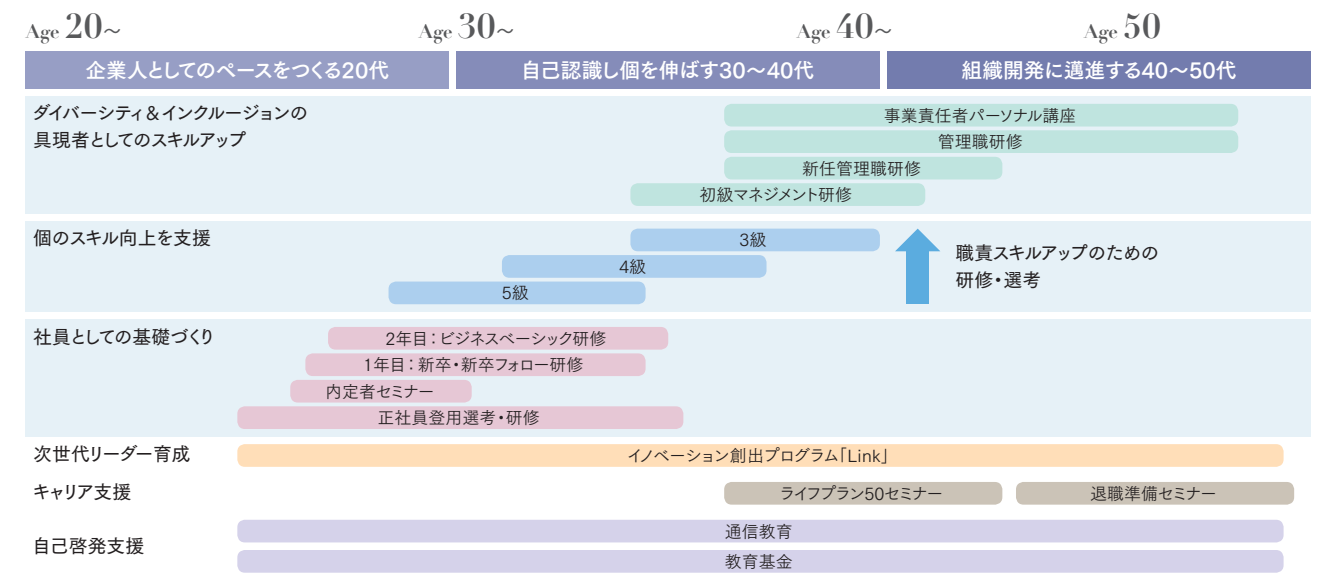 Age 20～
Age 30～
Age 40～
Age 50
企業人としてのペースをつくる20代
自己認識し個を伸ばす30～40代
組織開発に邁進する40～50代
ダイバーシティ＆インクルージョンの
具現者としてのスキルアップ
事業責任者パーソナル講座
管理職研修
新任管理職研修
初級マネジメント研修
個のスキル向上を支援
3級
4級
5級
職責スキルアップのための
研修・選考
社員としての基礎づくり
2年目：ビジネスベーシック研修
1年目：新卒・新卒フォロー研修
内定者セミナー
正社員登用選考・研修
次世代リーダー育成
イノベーション創出プログラム「Link」
キャリア支援
ライフプラン50セミナー
退職準備セミナー
自己啓発支援
通信教育
教育基金